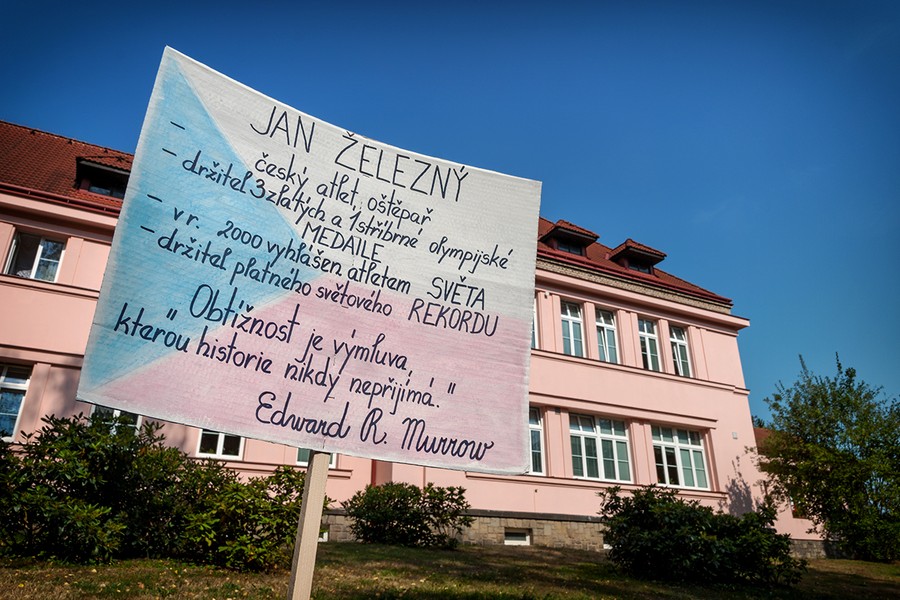 JAN ŽELEZNÝ
– český atlet, oštěpař
– držitel 3 zlatých a 1 stříbrné olympijské
MEDAILE
– v r. 2000 vyhlášen atletem SVĚTA
– držitel platného světového REKORDU
"Obtížnost je výmluva,
kterou historie nikdy nepřijímá."
Edward R. Murrow